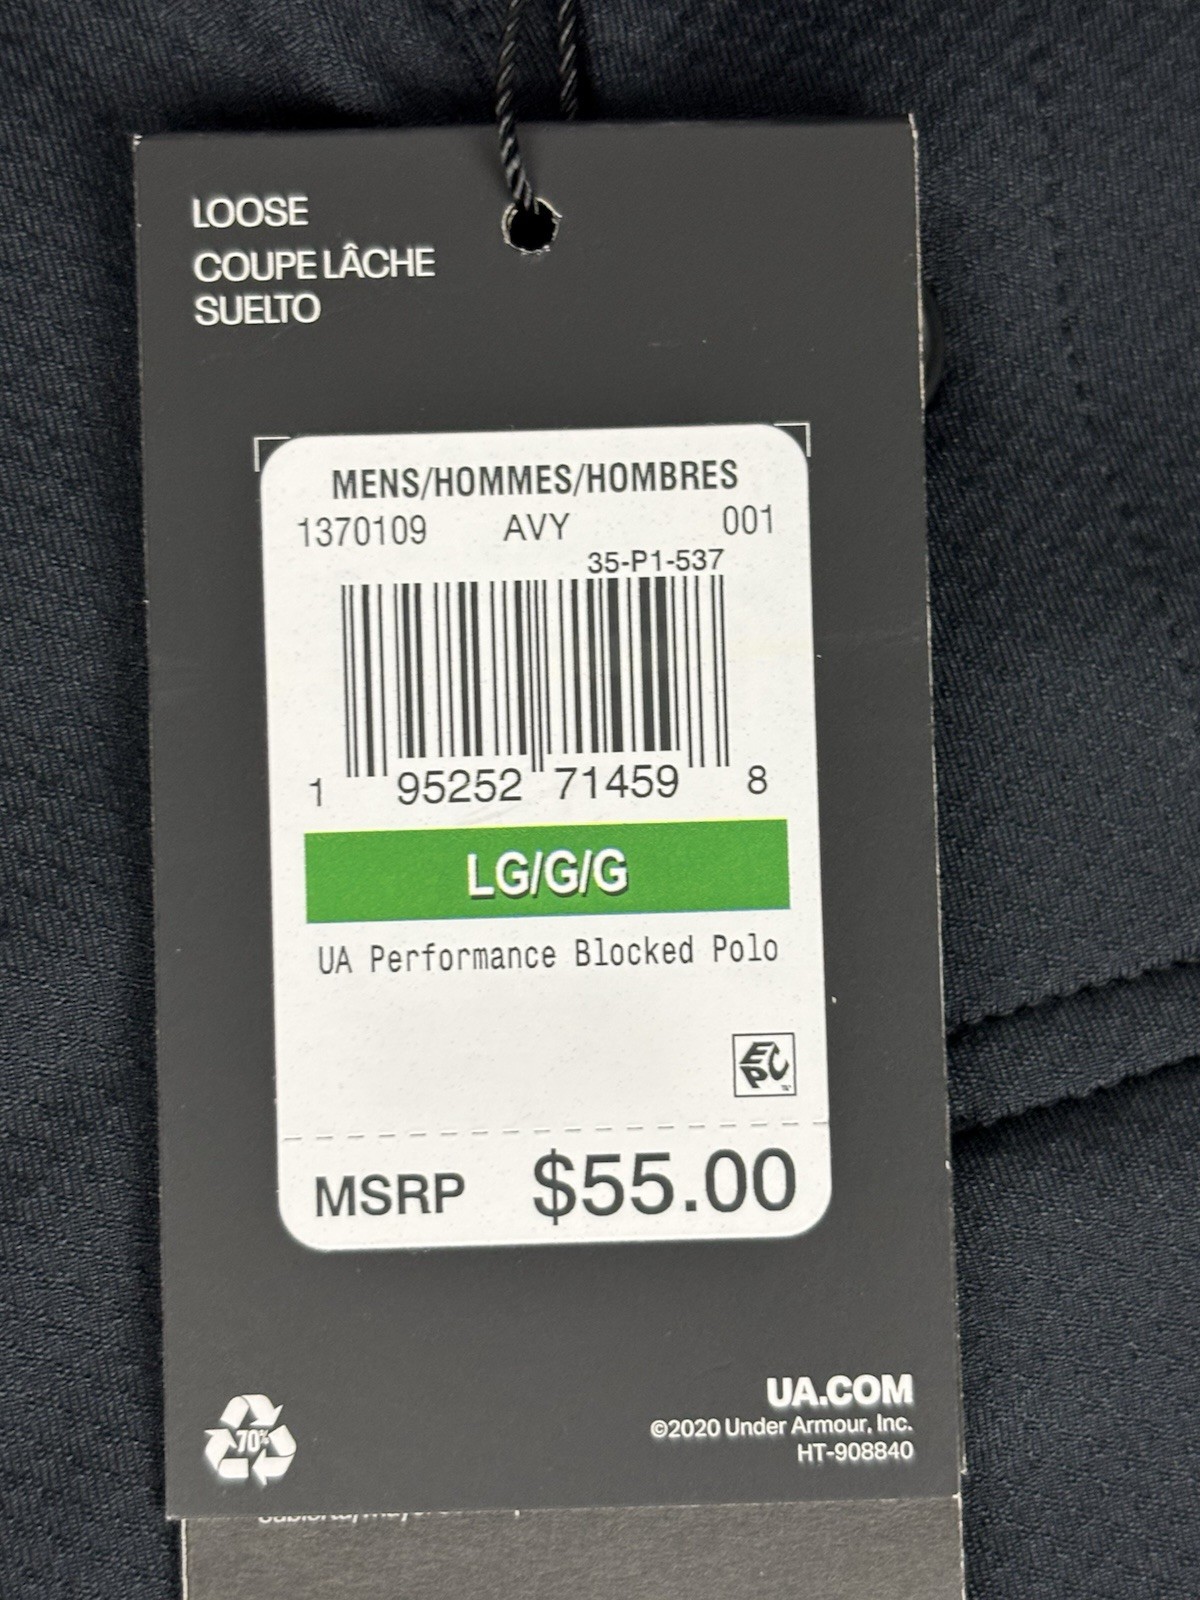 LOOSE
COUPE LÂCHE
SUELTO
MENS/HOMMES/HOMBRES
1370109 AVY 001
35-P1-537
1 95252 71459 8
LG/G/G
UA Performance Blocked Polo
EPC
MSRP $55.00
70%
UA.COM
©2020 Under Armour, Inc.
HT-908840